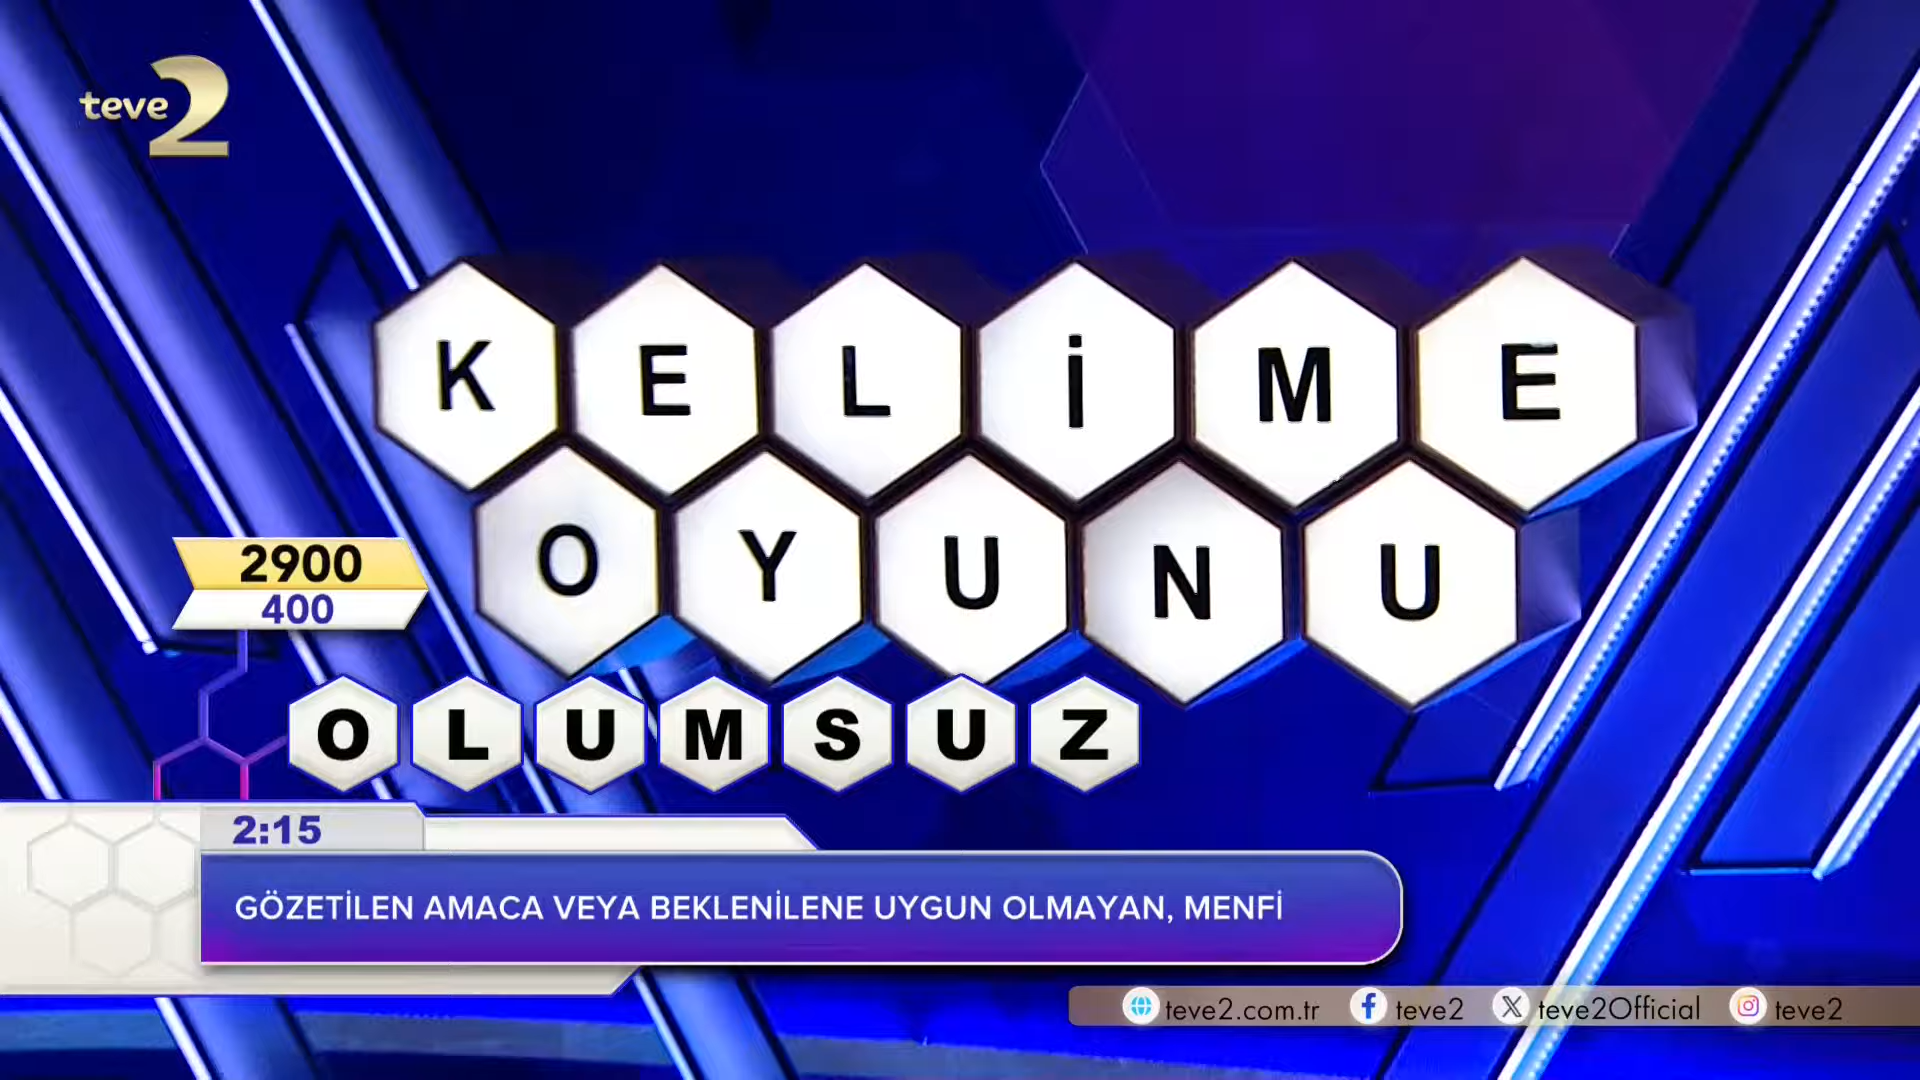 teve2
KELİME
OYUNU
2900
400
OLUMSUZ
2:15
GÖZETİLEN AMACA VEYA BEKLENİLENE UYGUN OLMAYAN, MENFİ
teve2.com.tr teve2 teve2Official teve2